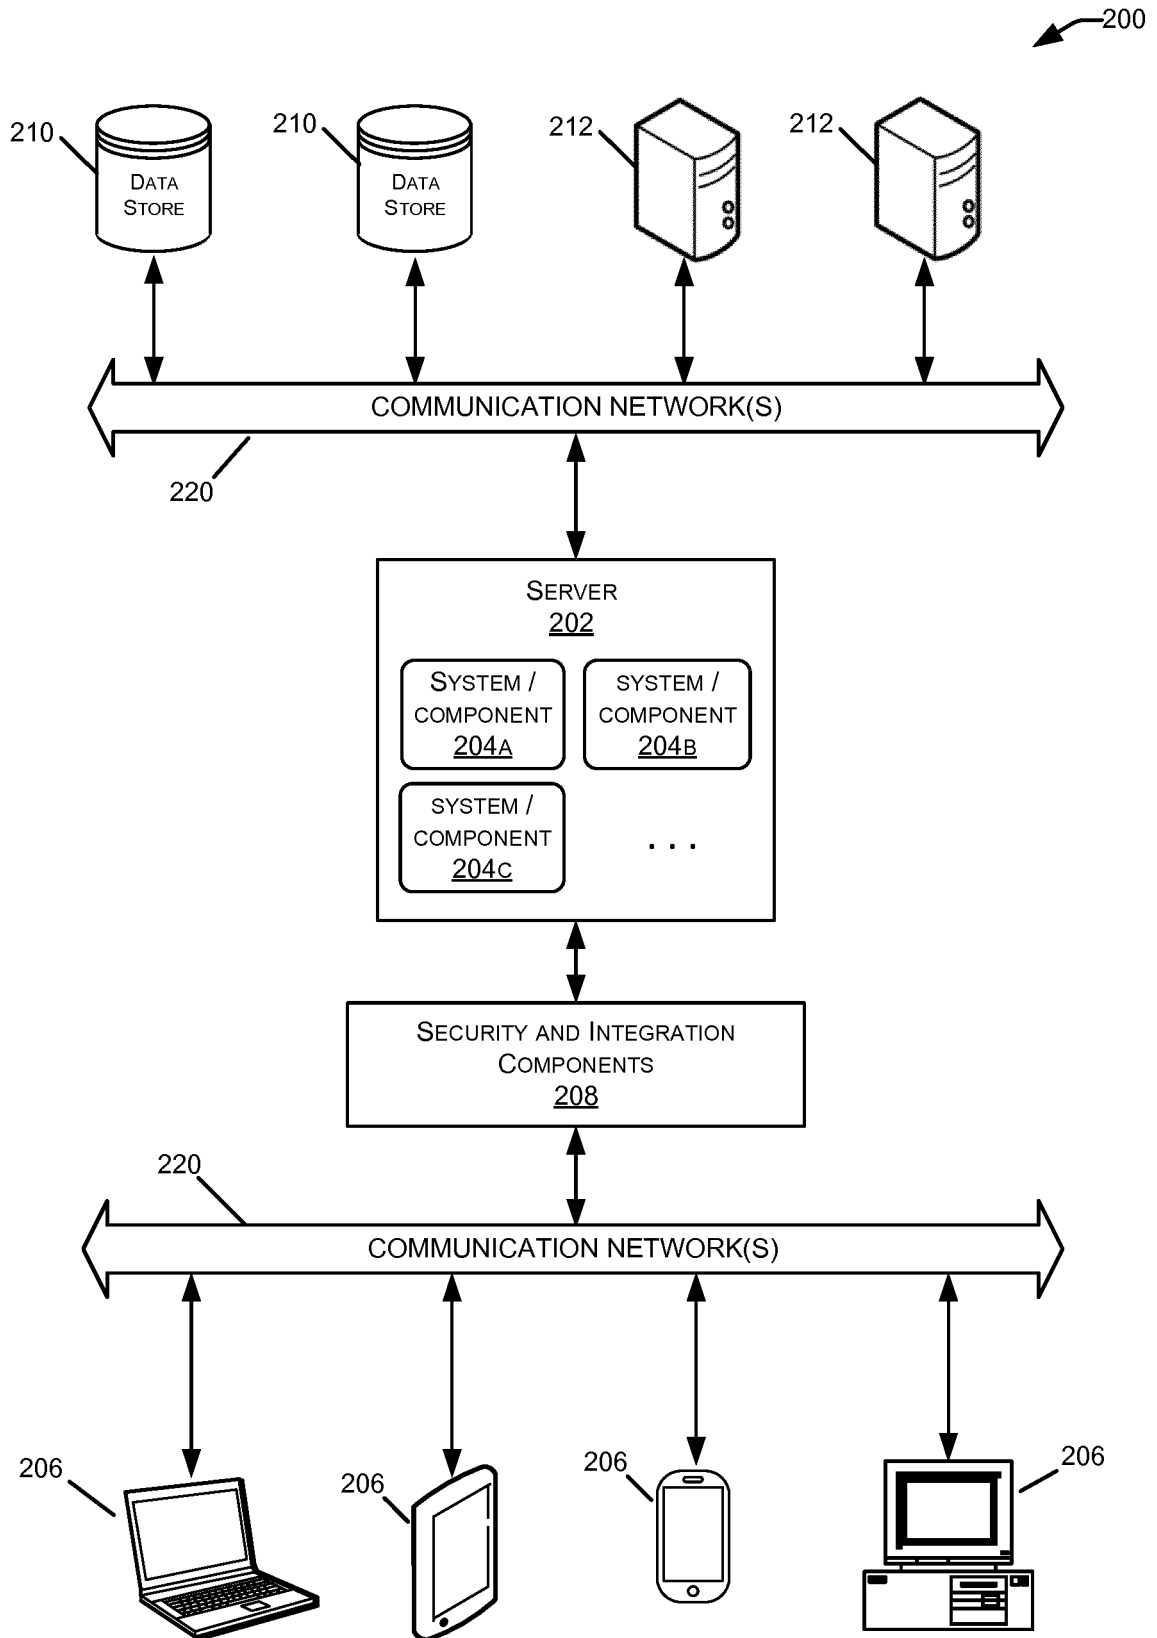 200
210
210
212
212
DATA
STORE
DATA
STORE
COMMUNICATION NETWORK(S)
220
SERVER
202
SYSTEM /
COMPONENT
204A
SYSTEM /
COMPONENT
204B
SYSTEM /
COMPONENT
204C
. . .
SECURITY AND INTEGRATION
COMPONENTS
208
220
COMMUNICATION NETWORK(S)
206
206
206
206